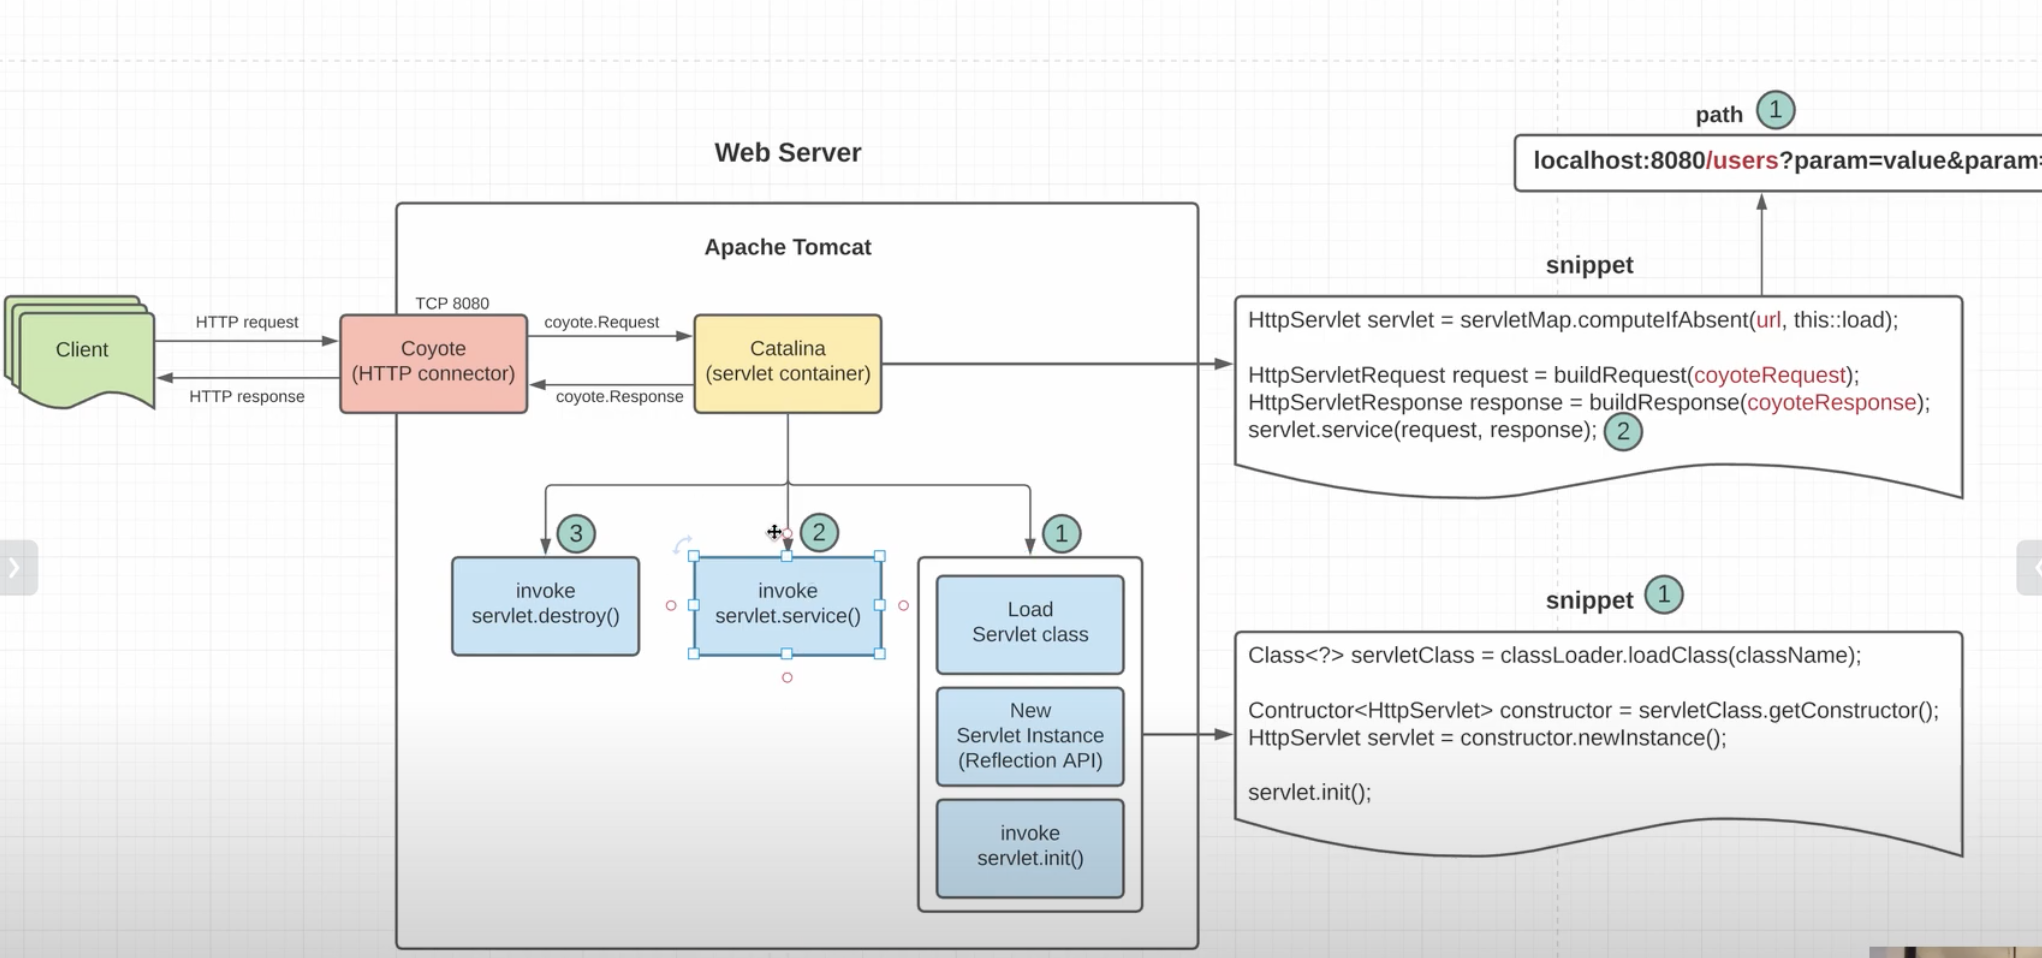 path 1
localhost:8080/users?param=value&param=
Web Server
Apache Tomcat
snippet
TCP 8080
HTTP request
coyote.Request
Client
Coyote
(HTTP connector)
Catalina
(servlet container)
HTTP response
coyote.Response
HttpServlet servlet = servletMap.computeIfAbsent(url, this::load);
HttpServletRequest request = buildRequest(coyoteRequest);
HttpServletResponse response = buildResponse(coyoteResponse);
servlet.service(request, response); 2
3
2
1
invoke
servlet.destroy()
invoke
servlet.service()
Load
Servlet class
New
Servlet Instance
(Reflection API)
invoke
servlet.init()
snippet 1
Class<?> servletClass = classLoader.loadClass(className);
Contructor<HttpServlet> constructor = servletClass.getConstructor();
HttpServlet servlet = constructor.newInstance();
servlet.init();